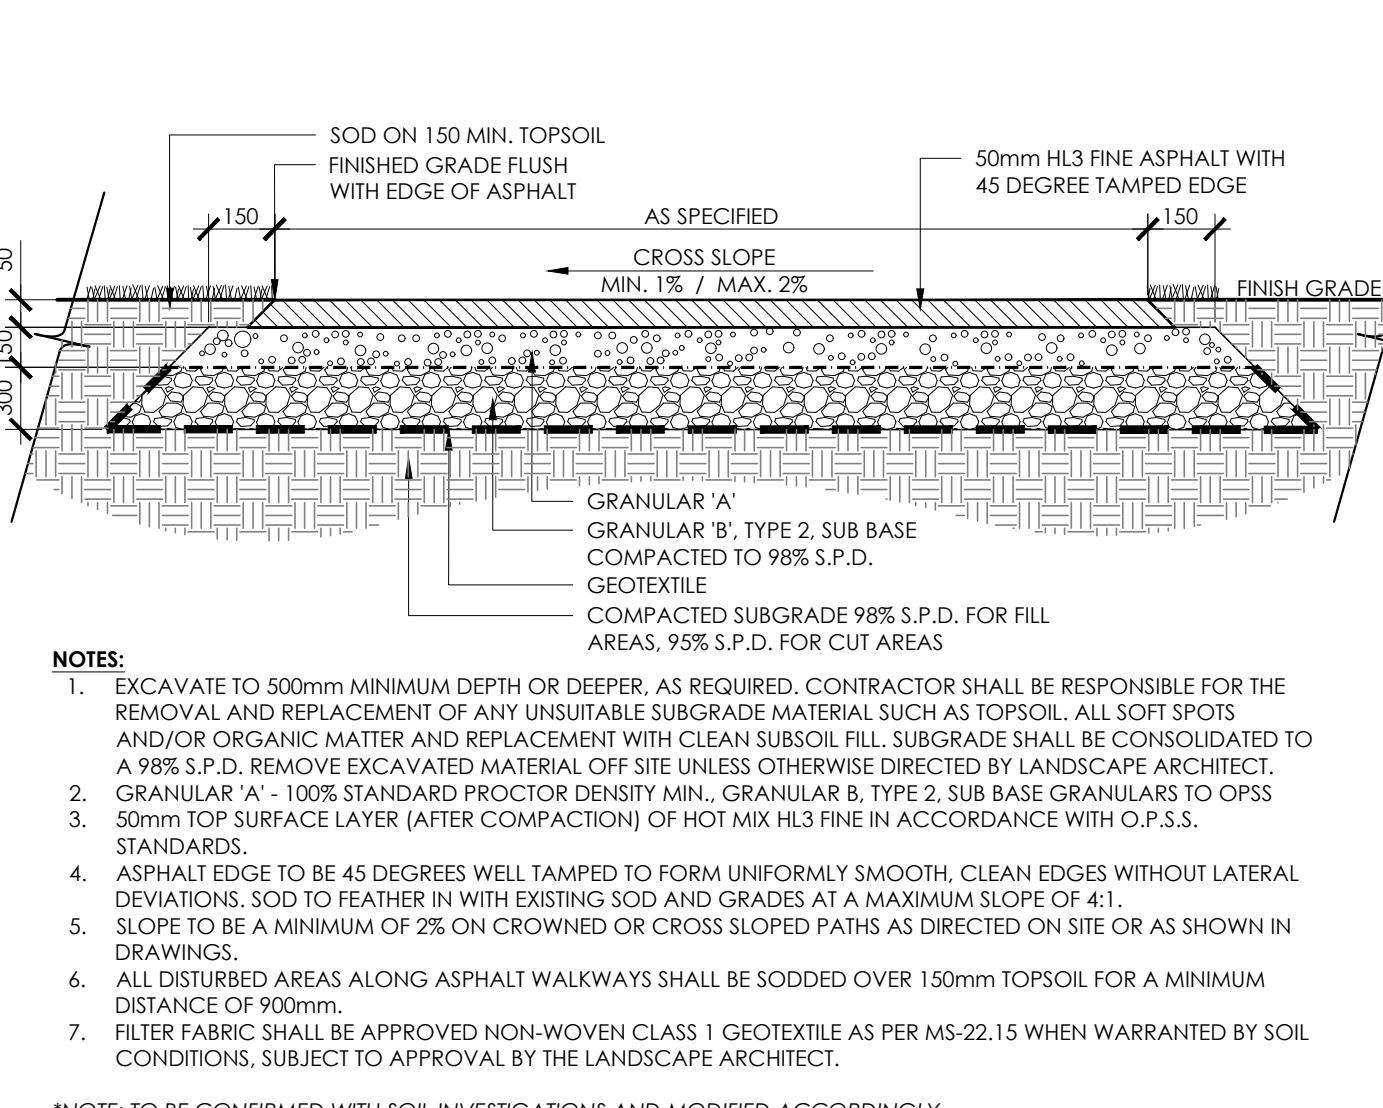 SOD ON 150 MIN. TOPSOIL
FINISHED GRADE FLUSH
WITH EDGE OF ASPHALT
50mm HL3 FINE ASPHALT WITH
45 DEGREE TAMPED EDGE
150
AS SPECIFIED
150
CROSS SLOPE
MIN. 1% / MAX. 2%
FINISH GRADE
50
300
GRANULAR 'A'
GRANULAR 'B', TYPE 2, SUB BASE
COMPACTED TO 98% S.P.D.
GEOTEXTILE
COMPACTED SUBGRADE 98% S.P.D. FOR FILL
AREAS, 95% S.P.D. FOR CUT AREAS
NOTES:
1. EXCAVATE TO 500mm MINIMUM DEPTH OR DEEPER, AS REQUIRED. CONTRACTOR SHALL BE RESPONSIBLE FOR THE
REMOVAL AND REPLACEMENT OF ANY UNSUITABLE SUBGRADE MATERIAL SUCH AS TOPSOIL. ALL SOFT SPOTS
AND/OR ORGANIC MATTER AND REPLACEMENT WITH CLEAN SUBSOIL FILL. SUBGRADE SHALL BE CONSOLIDATED TO
A 98% S.P.D. REMOVE EXCAVATED MATERIAL OFF SITE UNLESS OTHERWISE DIRECTED BY LANDSCAPE ARCHITECT.
2. GRANULAR 'A' - 100% STANDARD PROCTOR DENSITY MIN., GRANULAR B, TYPE 2, SUB BASE GRANULARS TO OPSS
3. 50mm TOP SURFACE LAYER (AFTER COMPACTION) OF HOT MIX HL3 FINE IN ACCORDANCE WITH O.P.S.S.
STANDARDS.
4. ASPHALT EDGE TO BE 45 DEGREES WELL TAMPED TO FORM UNIFORMLY SMOOTH, CLEAN EDGES WITHOUT LATERAL
DEVIATIONS. SOD TO FEATHER IN WITH EXISTING SOD AND GRADES AT A MAXIMUM SLOPE OF 4:1.
5. SLOPE TO BE A MINIMUM OF 2% ON CROWNED OR CROSS SLOPED PATHS AS DIRECTED ON SITE OR AS SHOWN IN
DRAWINGS.
6. ALL DISTURBED AREAS ALONG ASPHALT WALKWAYS SHALL BE SODDED OVER 150mm TOPSOIL FOR A MINIMUM
DISTANCE OF 900mm.
7. FILTER FABRIC SHALL BE APPROVED NON-WOVEN CLASS 1 GEOTEXTILE AS PER MS-22.15 WHEN WARRANTED BY SOIL
CONDITIONS, SUBJECT TO APPROVAL BY THE LANDSCAPE ARCHITECT.
*NOTE: TO BE CONFIRMED WITH SOIL INVESTIGATIONS AND MODIFIED ACCORDINGLY